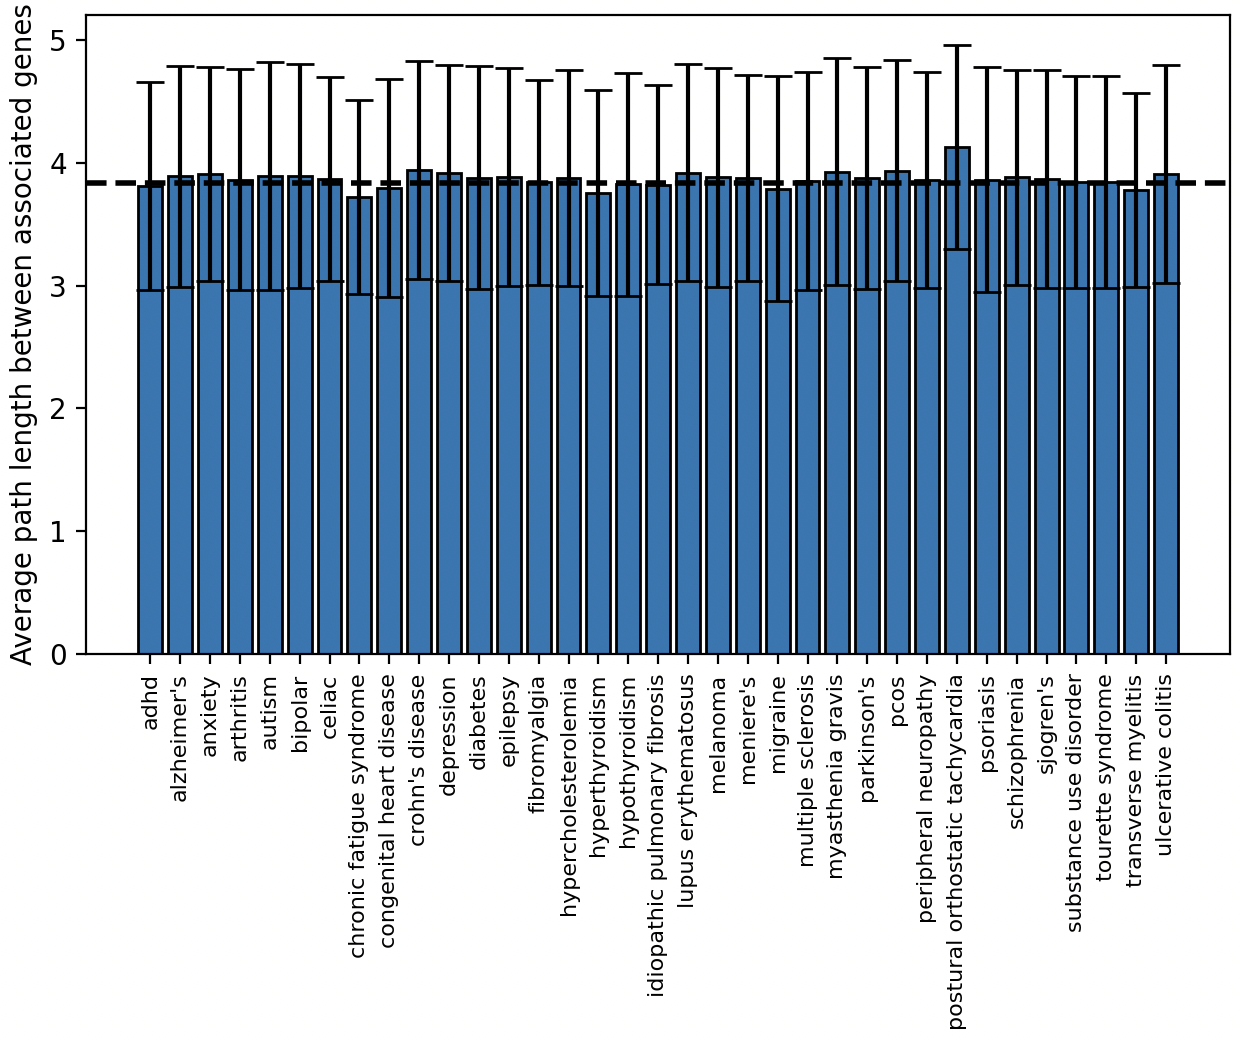 Average path length between associated genes
5
4
3
2
1
0
adhd
alzheimer's
anxiety
arthritis
autism
bipolar
celiac
chronic fatigue syndrome
congenital heart disease
crohn's disease
depression
diabetes
epilepsy
fibromyalgia
hypercholesterolemia
hyperthyroidism
hypothyroidism
idiopathic pulmonary fibrosis
lupus erythematosus
melanoma
meniere's
migraine
multiple sclerosis
myasthenia gravis
parkinson's
pcos
peripheral neuropathy
postural orthostatic tachycardia
psoriasis
schizophrenia
sjogren's
substance use disorder
tourette syndrome
transverse myelitis
ulcerative colitis